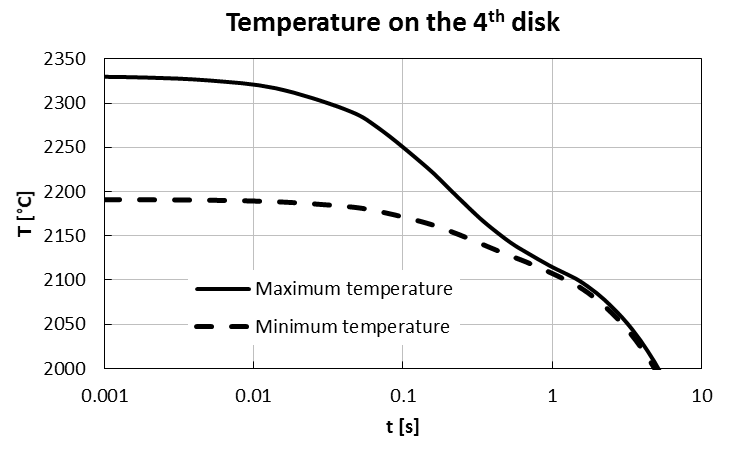 Temperature on the 4th disk
2350
2300
2250
2200
2150
2100
2050
2000
T [°C]
Maximum temperature
Minimum temperature
0.001 0.01 0.1 1 10
t [s]